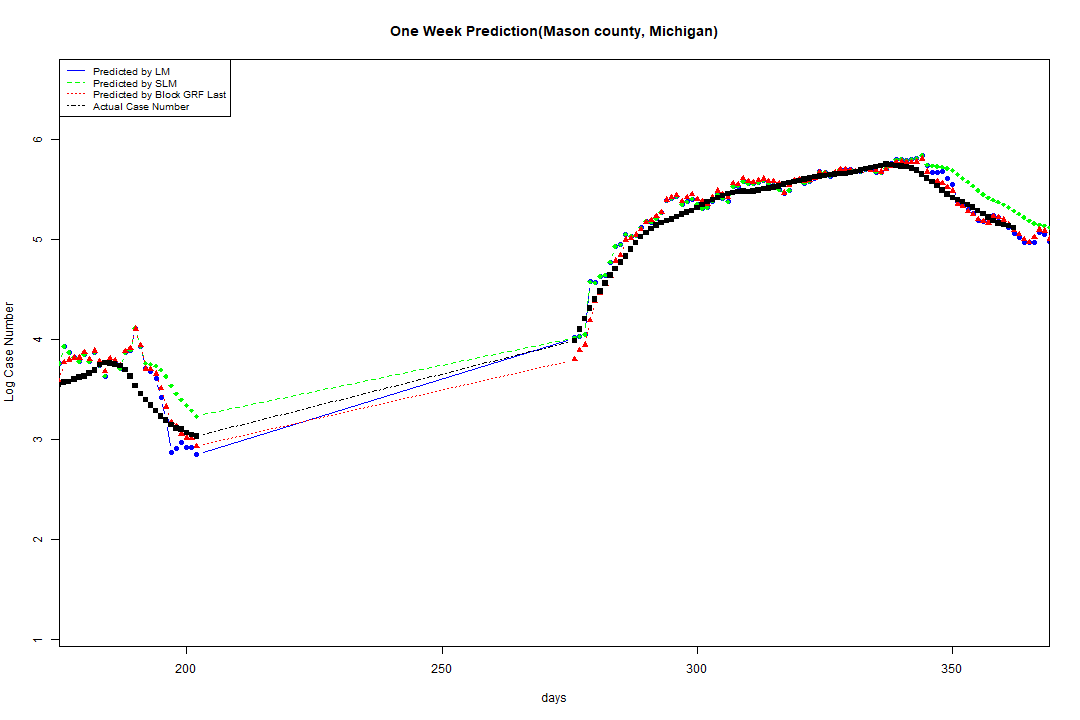 One Week Prediction(Mason county, Michigan)
Predicted by LM
Predicted by SLM
Predicted by Block GRF Last
Actual Case Number
6
5
4
3
2
1
Log Case Number
200
250
300
350
days